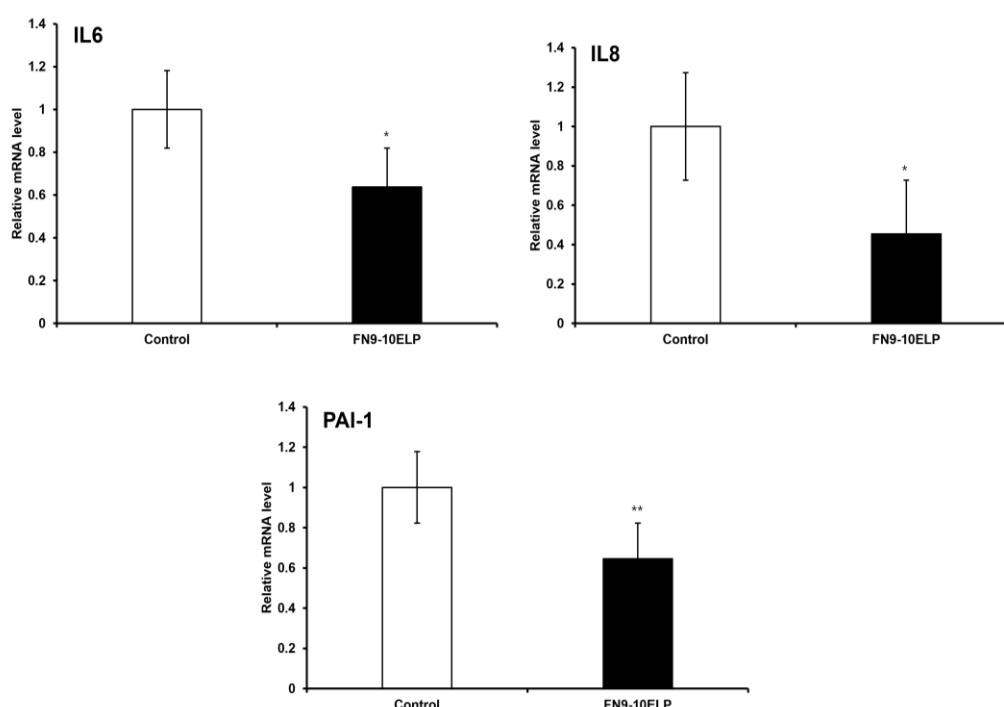 IL6
Relative mRNA level
1.4
1.2
1
0.8
0.6
0.4
0.2
0
*
Control
FN9-10ELP
IL8
Relative mRNA level
1.4
1.2
1
0.8
0.6
0.4
0.2
0
*
Control
FN9-10ELP
PAI-1
Relative mRNA level
1.4
1.2
1
0.8
0.6
0.4
0.2
0
**
Control
FN9-10ELP